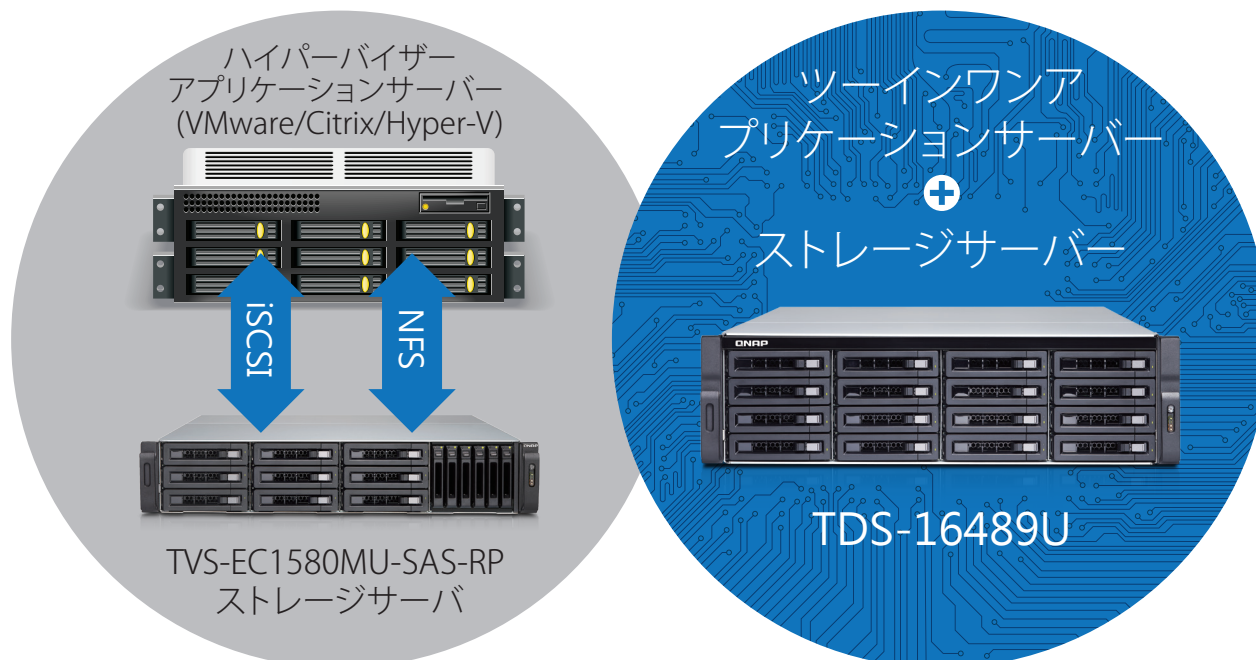 ハイパーバイザー
アプリケーションサーバー
(VMware/Citrix/Hyper-V)
iSCSI
NFS
QNAP
TVS-EC1580MU-SAS-RP
ストレージサーバ
ツーインワンア
プリケーションサーバー
+
ストレージサーバー
QNAP
TDS-16489U